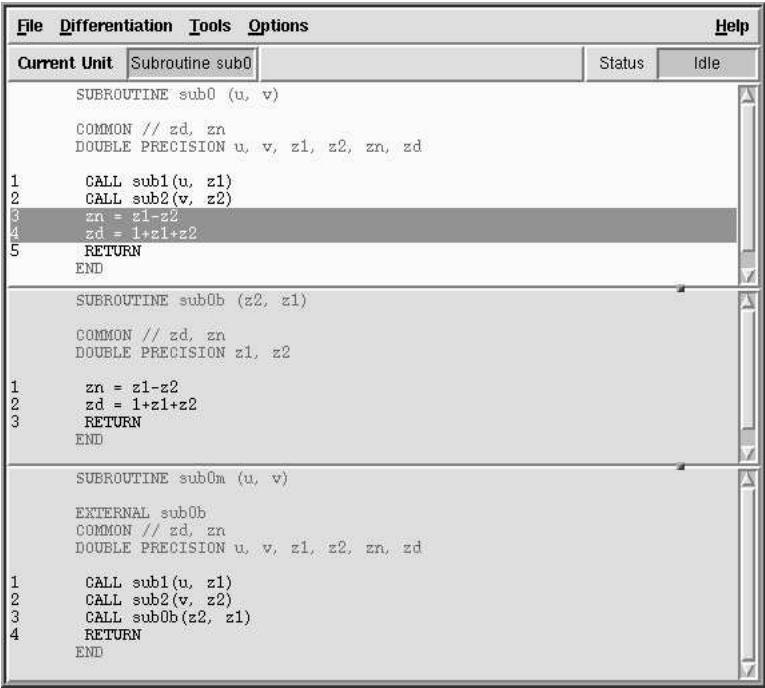 File Differentiation Tools Options Help
Current Unit Subroutine sub0 Status Idle
SUBROUTINE sub0 (u, v)
COMMON // zd, zn
DOUBLE PRECISION u, v, z1, z2, zn, zd
1 CALL sub1(u, z1)
2 CALL sub2(v, z2)
3 zn = z1-z2
4 zd = 1+z1+z2
5 RETURN
END
SUBROUTINE sub0b (z2, z1)
COMMON // zd, zn
DOUBLE PRECISION z1, z2
1 zn = z1-z2
2 zd = 1+z1+z2
3 RETURN
END
SUBROUTINE sub0m (u, v)
EXTERNAL sub0b
COMMON // zd, zn
DOUBLE PRECISION u, v, z1, z2, zn, zd
1 CALL sub1(u, z1)
2 CALL sub2(v, z2)
3 CALL sub0b(z2, z1)
4 RETURN
END